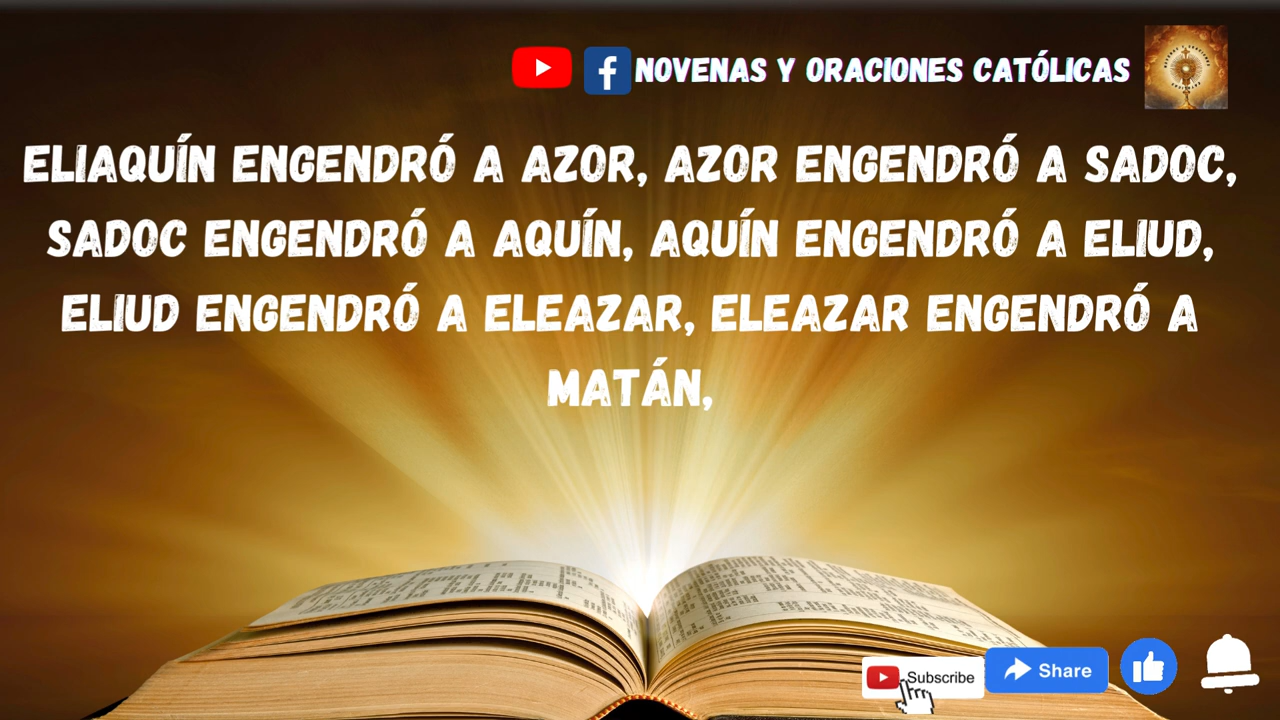 NOVENAS Y ORACIONES CATÓLICAS
ELIAQUÍN ENGENDRÓ A AZOR, AZOR ENGENDRÓ A SADOC,
SADOC ENGENDRÓ A AQUÍN, AQUÍN ENGENDRÓ A ELIUD,
ELIUD ENGENDRÓ A ELEAZAR, ELEAZAR ENGENDRÓ A
MATÁN,
Subscribe
Share